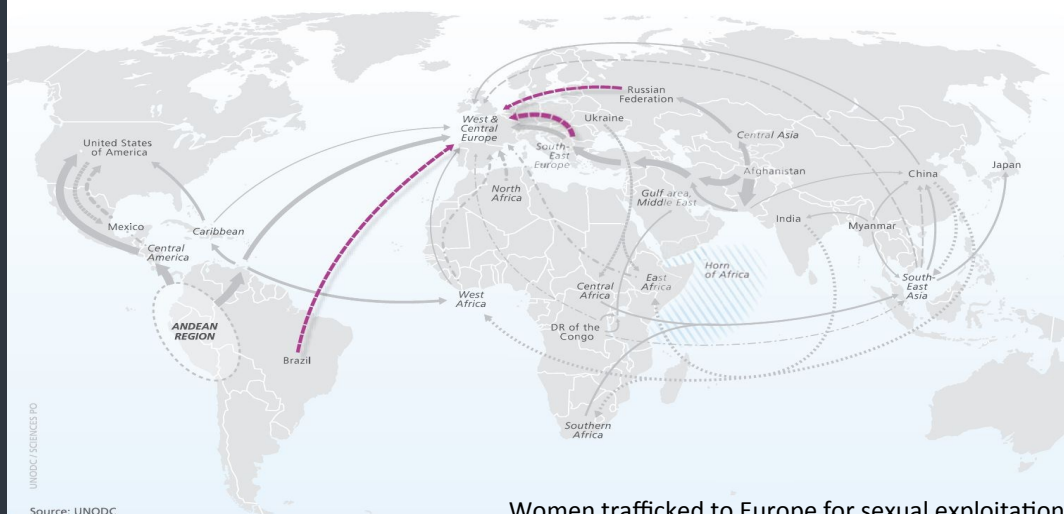 United States
of America
Mexico
Caribbean
Central
America
ANDEAN
REGION
Brazil
West &
Central
Europe
South-
East
Europe
Russian
Federation
Ukraine
Central Asia
Afghanistan
North
Africa
Gulf area,
Middle East
India
China
Japan
Myanmar
South-
East
Asia
West
Africa
Central
Africa
East
Africa
Horn
of Africa
DR of the
Congo
Southern
Africa
UNODC / SCIENCES PO
Source: UNODC
Women trafficked to Europe for sexual exploitation